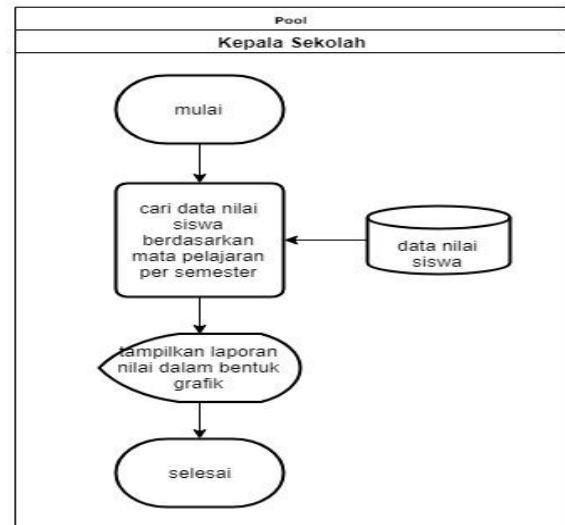 Pool
Kepala Sekolah
mulai
cari data nilai
siswa
berdasarkan
mata pelajaran
per semester
data nilai
siswa
tampilkan laporan
nilai dalam bentuk
grafik
selesai